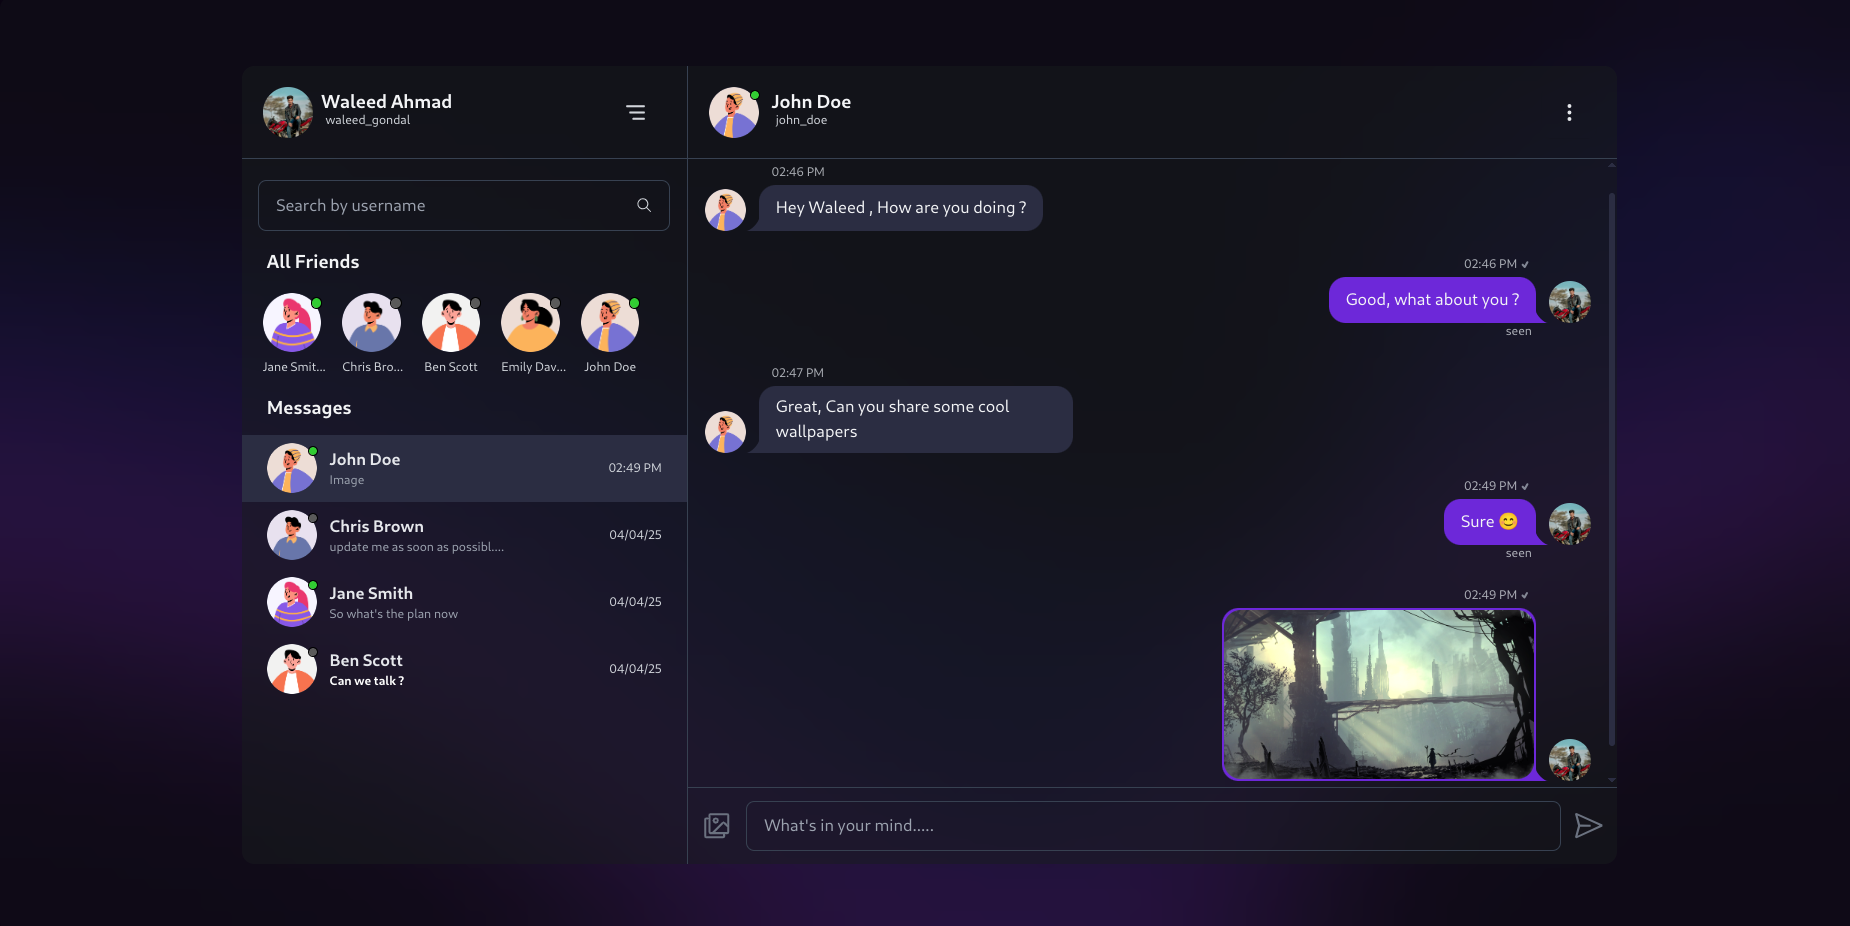 Waleed Ahmad
waleed_gondal
Search by username
All Friends
Jane Smit...
Chris Bro...
Ben Scott
Emily Dav...
John Doe
Messages
John Doe
Image
02:49 PM
Chris Brown
update me as soon as possibl....
04/04/25
Jane Smith
So what's the plan now
04/04/25
Ben Scott
Can we talk ?
04/04/25
John Doe
john_doe
02:46 PM
Hey Waleed , How are you doing ?
02:46 PM ✓
Good, what about you ?
seen
02:47 PM
Great, Can you share some cool
wallpapers
02:49 PM ✓
Sure 😊
seen
02:49 PM ✓
What's in your mind.....